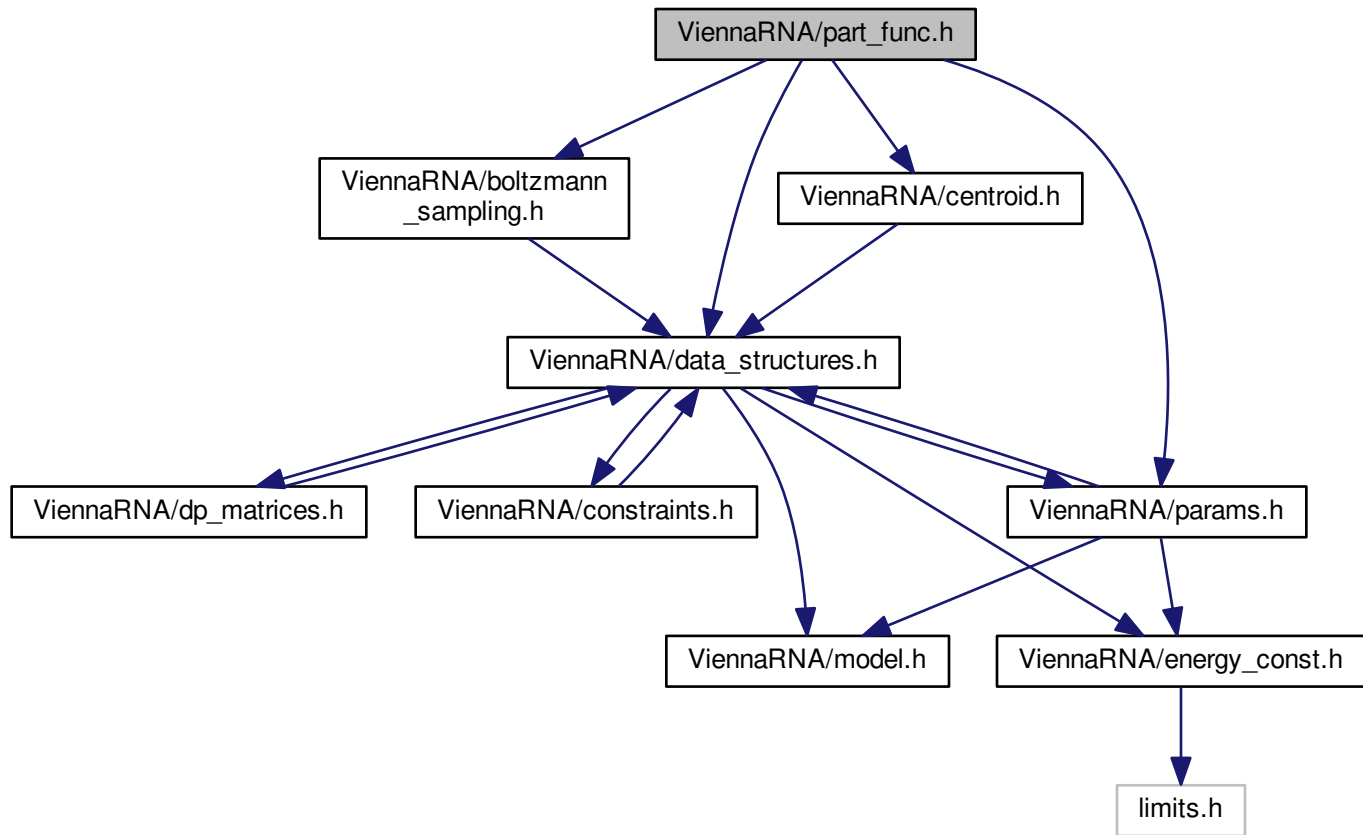 ViennaRNA/part_func.h
ViennaRNA/boltzmann
_sampling.h
ViennaRNA/centroid.h
ViennaRNA/data_structures.h
ViennaRNA/dp_matrices.h
ViennaRNA/constraints.h
ViennaRNA/params.h
ViennaRNA/model.h
ViennaRNA/energy_const.h
limits.h